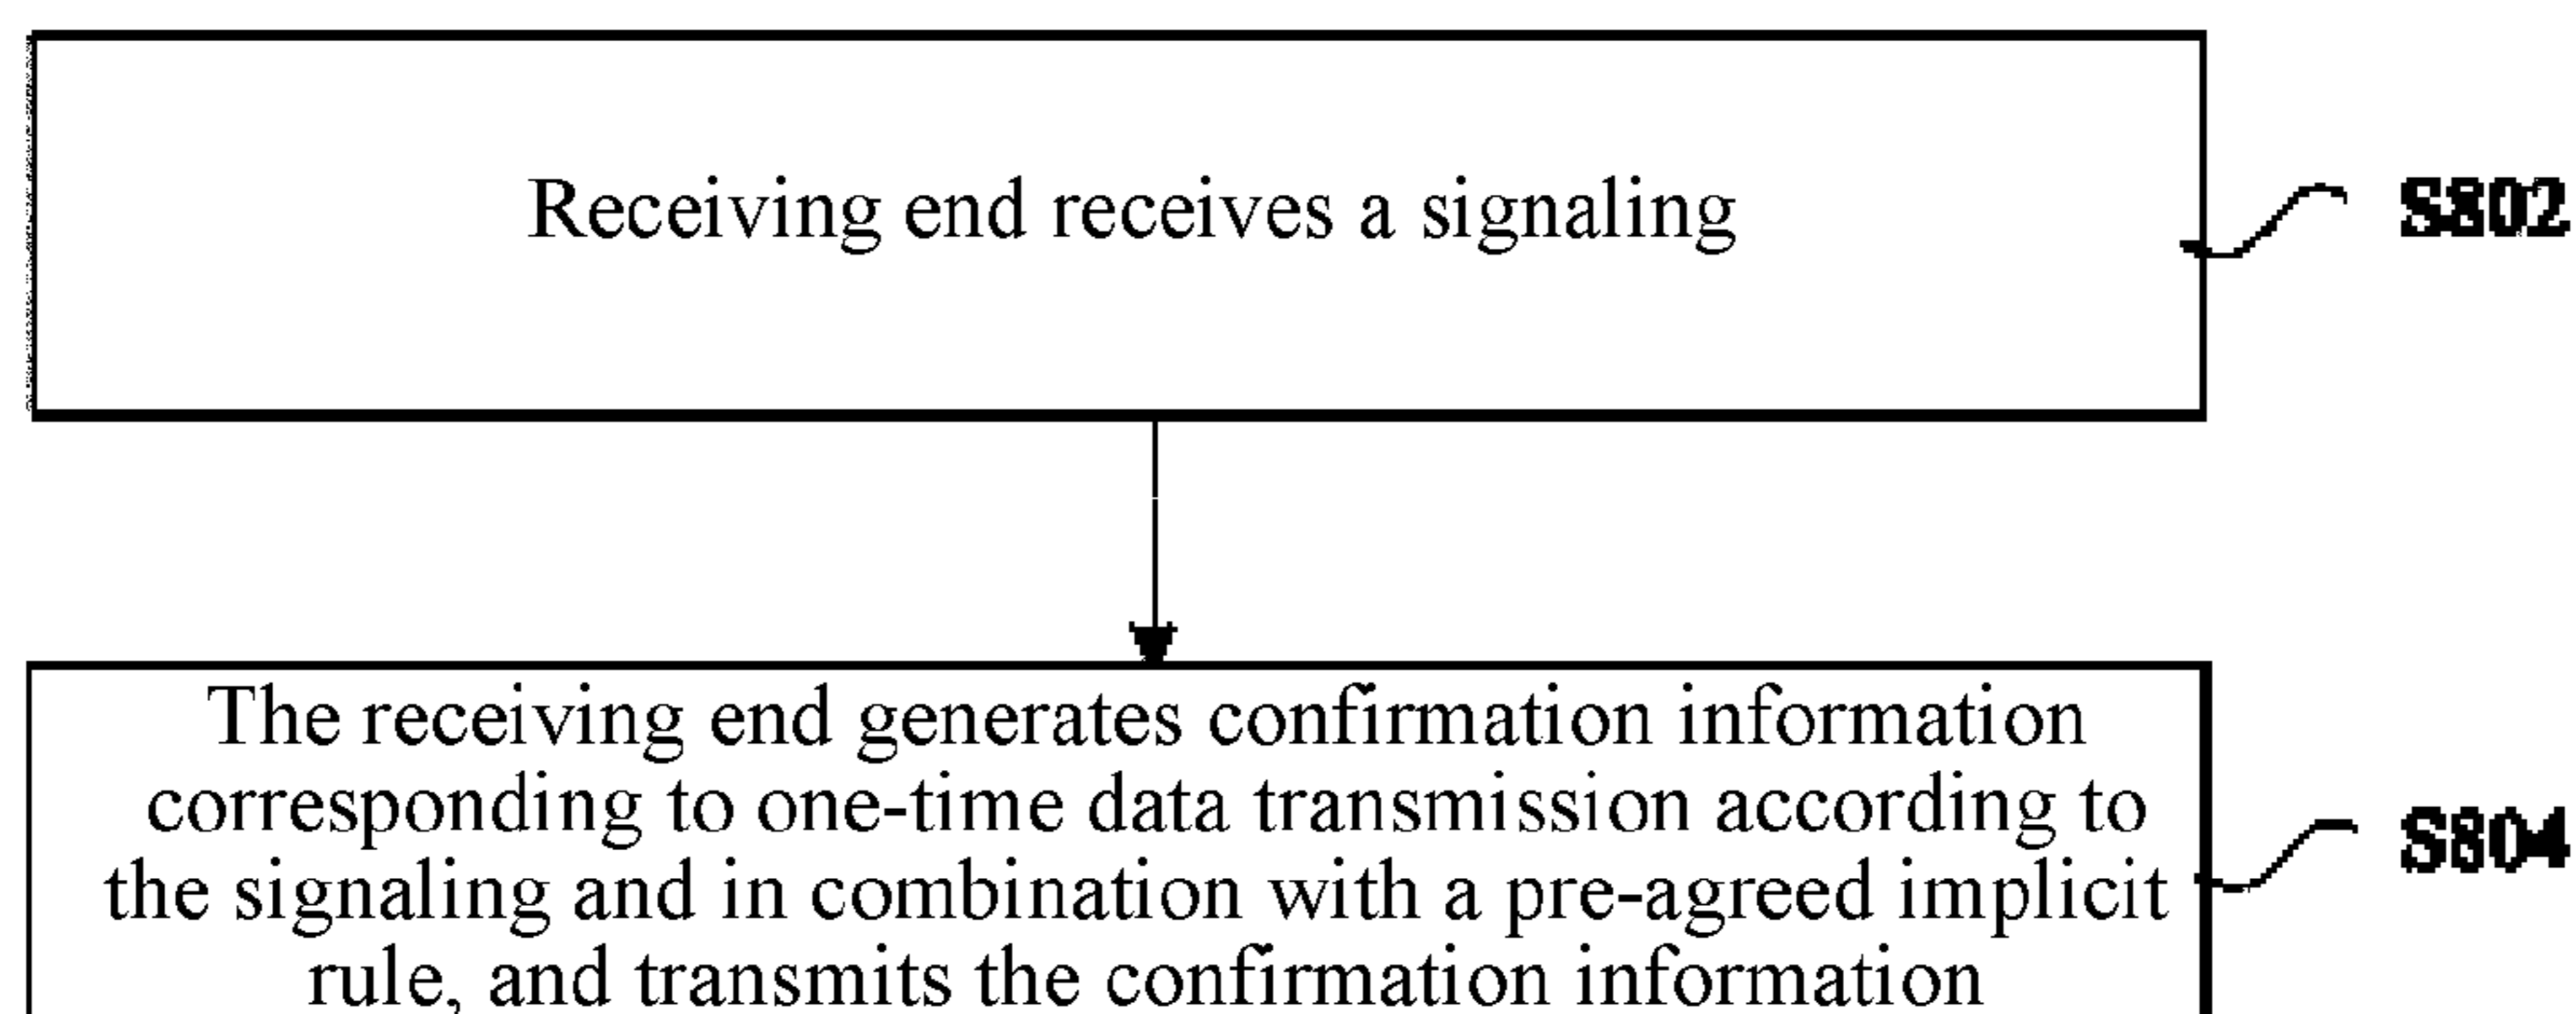 Receiving end receives a signaling
S802
The receiving end generates confirmation information
corresponding to one-time data transmission according to
the signaling and in combination with a pre-agreed implicit
rule, and transmits the confirmation information
S804